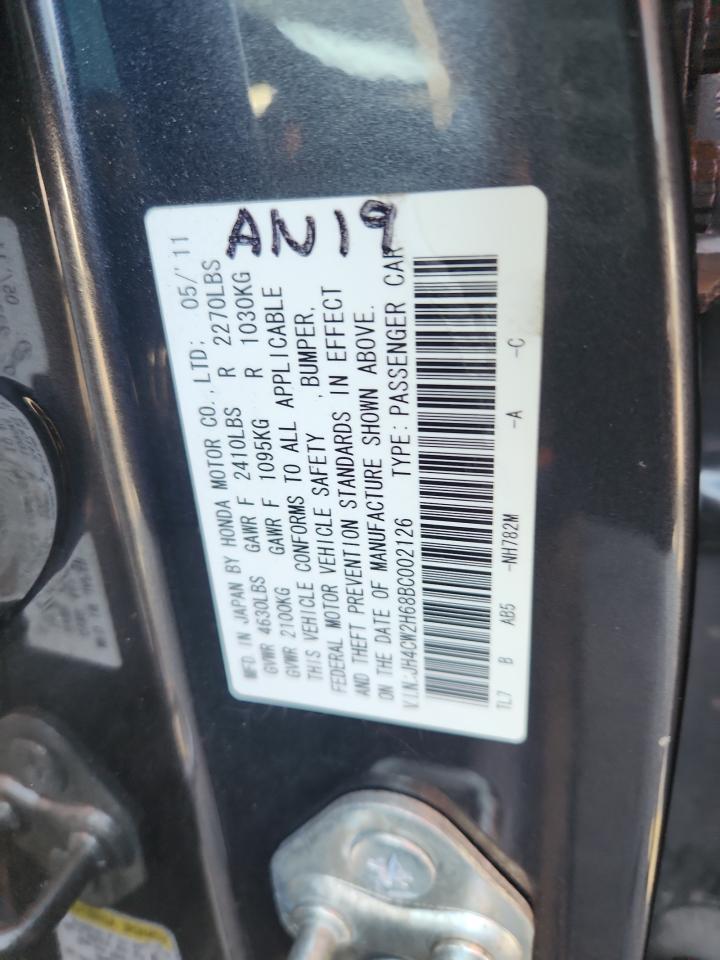 AN19
MFD. IN JAPAN BY HONDA MOTOR CO., LTD. 05/'11
GVWR 4630LBS GAWR F 2410LBS R 2270LBS
GVWR 2100KG GAWR F 1095KG R 1030KG
THIS VEHICLE CONFORMS TO ALL APPLICABLE
FEDERAL MOTOR VEHICLE SAFETY , BUMPER,
AND THEFT PREVENTION STANDARDS IN EFFECT
ON THE DATE OF MANUFACTURE SHOWN ABOVE.
V.I.N.:JH4CW2H68BC002126 TYPE: PASSENGER CAR
TL7 B AB5 -NH782M -A -C